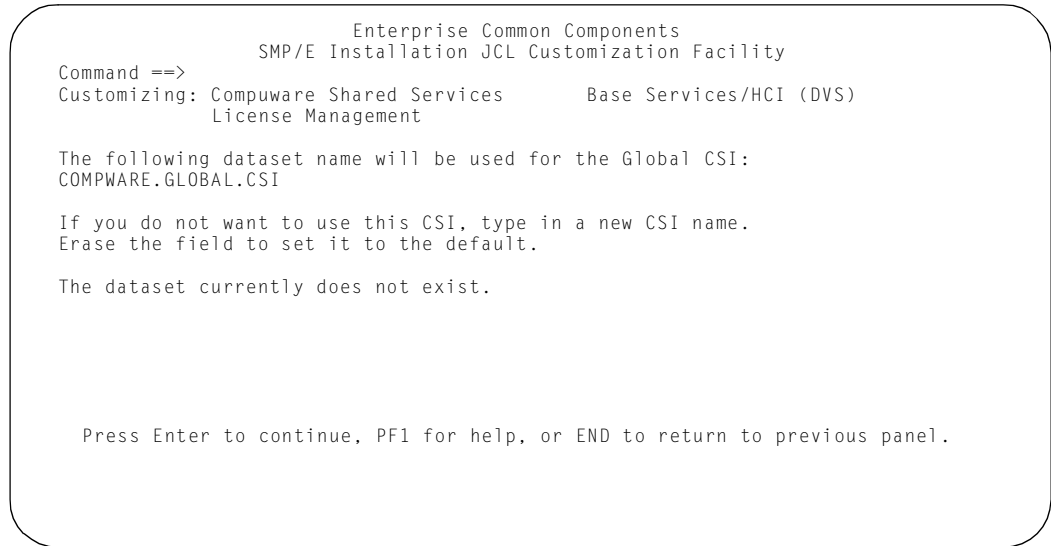 Enterprise Common Components
SMP/E Installation JCL Customization Facility
Command ==>
Customizing: Compuware Shared Services Base Services/HCI (DVS)
License Management
The following dataset name will be used for the Global CSI:
COMPWARE.GLOBAL.CSI
If you do not want to use this CSI, type in a new CSI name.
Erase the field to set it to the default.
The dataset currently does not exist.
Press Enter to continue, PF1 for help, or END to return to previous panel.